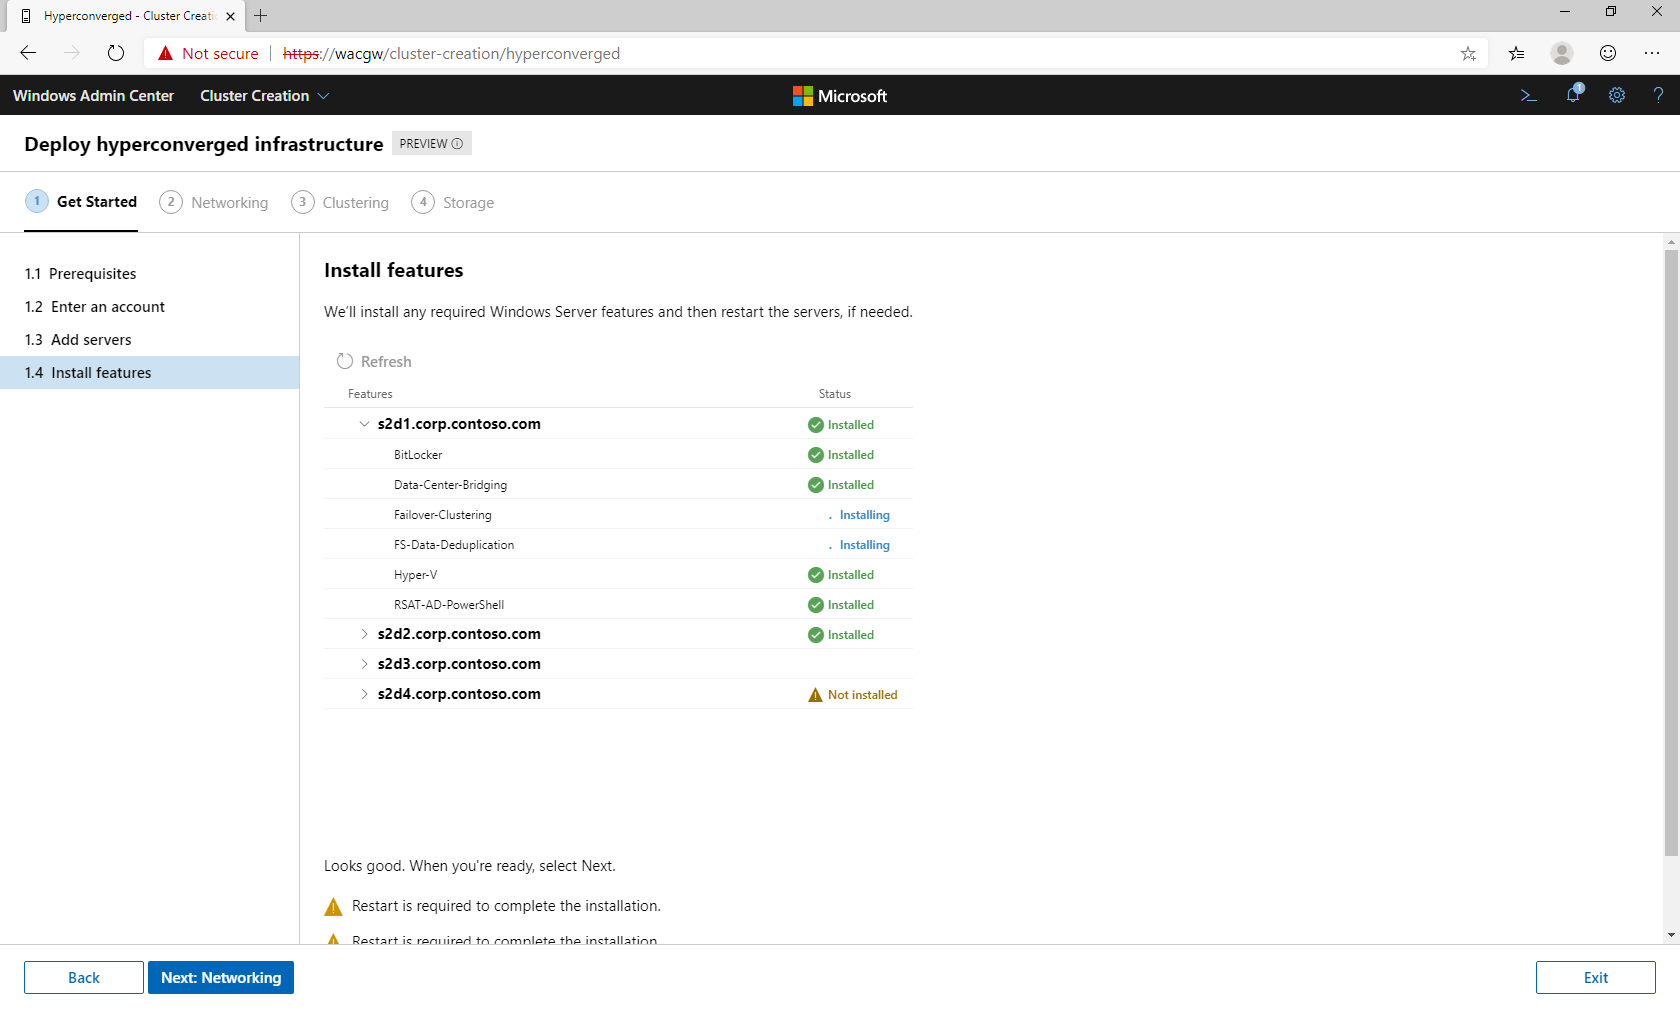 Hyperconverged - Cluster Creati
Not secure
https://wacgw/cluster-creation/hyperconverged
Windows Admin Center
Cluster Creation
Microsoft
1
?
Deploy hyperconverged infrastructure
PREVIEW
1 Get Started
2 Networking
3 Clustering
4 Storage
1.1 Prerequisites
1.2 Enter an account
1.3 Add servers
1.4 Install features
Install features
We'll install any required Windows Server features and then restart the servers, if needed.
Refresh
Features Status
s2d1.corp.contoso.com Installed
BitLocker Installed
Data-Center-Bridging Installed
Failover-Clustering Installing
FS-Data-Deduplication Installing
Hyper-V Installed
RSAT-AD-PowerShell Installed
s2d2.corp.contoso.com Installed
s2d3.corp.contoso.com
s2d4.corp.contoso.com Not installed
Looks good. When you're ready, select Next.
Restart is required to complete the installation.
Restart is required to complete the installation.
Back
Next: Networking
Exit